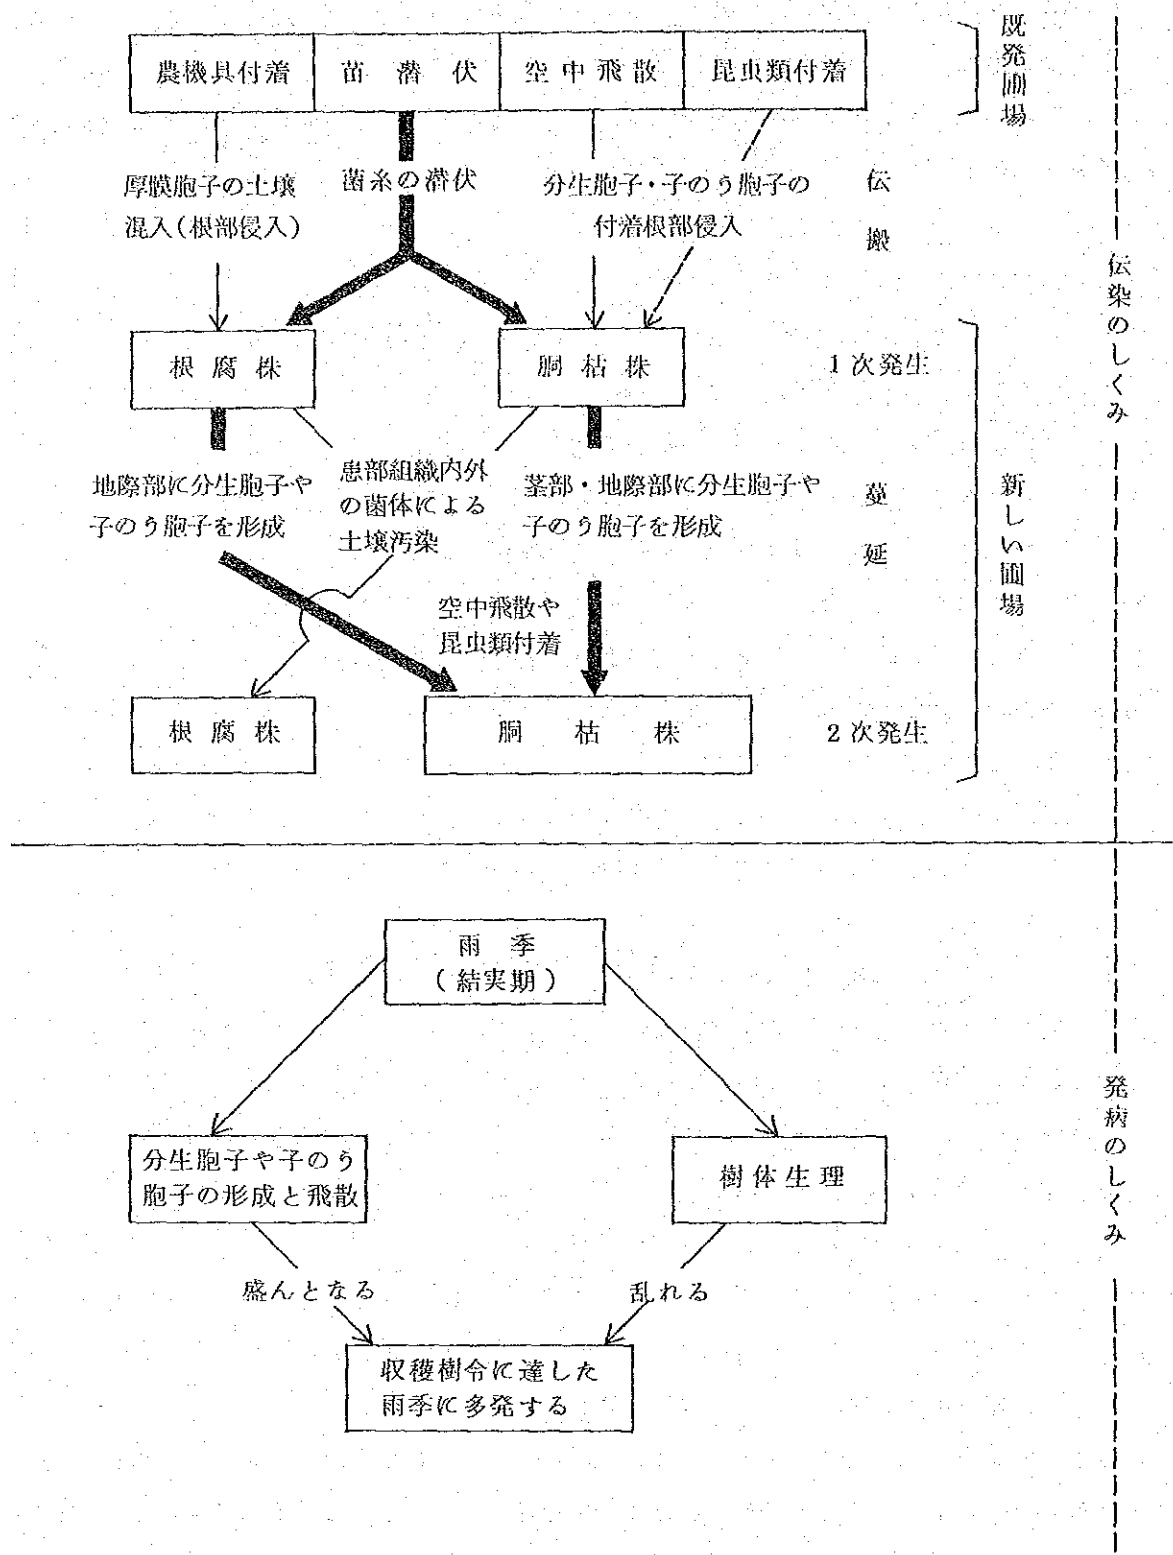 農機具付着
苗潜伏
空中飛散
昆虫類付着
既発圃場
厚膜胞子の土壌
混入(根部侵入)
菌糸の潜伏
分生胞子・子のう胞子の
付着根部侵入
伝搬
根腐株
胴枯株
1次発生
地際部に分生胞子や
子のう胞子を形成
患部組織内外
の菌体による
土壌汚染
茎部・地際部に分生胞子や
子のう胞子を形成
蔓延
空中飛散や
昆虫類付着
根腐株
胴枯株
2次発生
新しい圃場
伝染のしくみ
雨季
(結実期)
分生胞子や子のう
胞子の形成と飛散
樹体生理
盛んとなる
乱れる
収穫樹令に達した
雨季に多発する
発病のしくみ